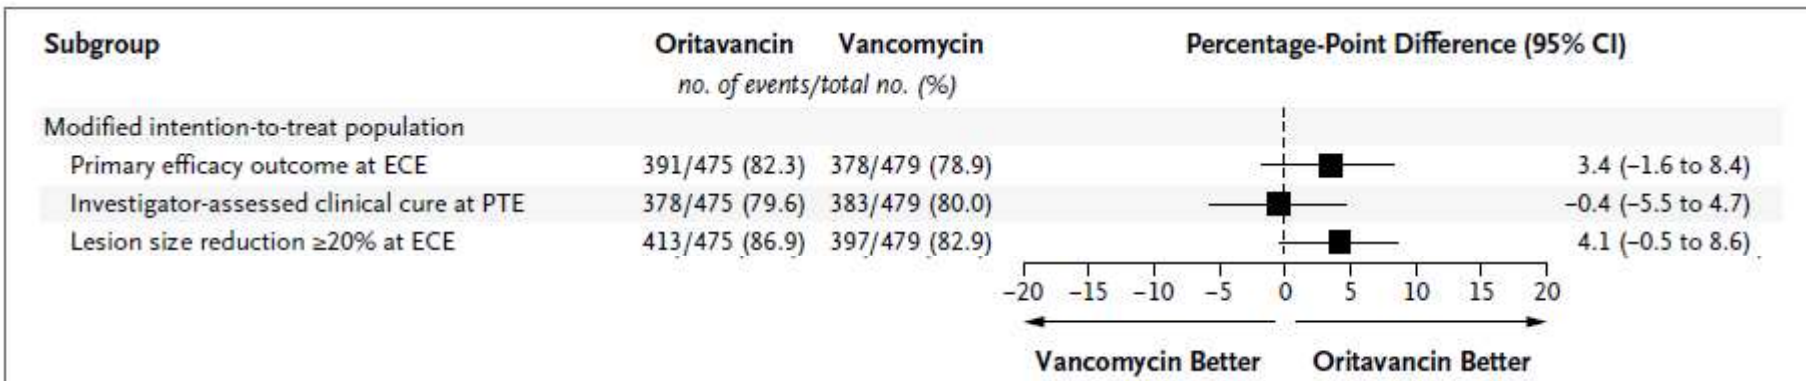 Subgroup Oritavancin Vancomycin Percentage-Point Difference (95% CI)
no. of events/total no. (%)
Modified intention-to-treat population
Primary efficacy outcome at ECE 391/475 (82.3) 378/479 (78.9) 3.4 (–1.6 to 8.4)
Investigator-assessed clinical cure at PTE 378/475 (79.6) 383/479 (80.0) –0.4 (–5.5 to 4.7)
Lesion size reduction ≥20% at ECE 413/475 (86.9) 397/479 (82.9) 4.1 (–0.5 to 8.6)
–20 –15 –10 –5 0 5 10 15 20
Vancomycin Better Oritavancin Better